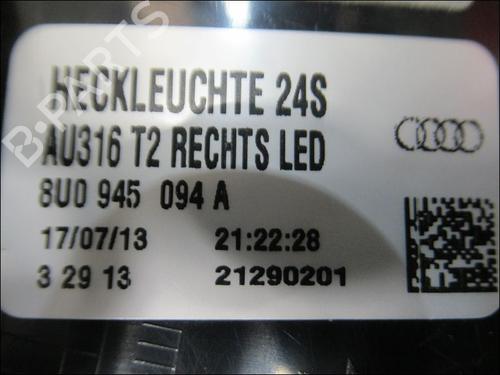 HECKLEUCHTE 24S
AU316 T2 RECHTS LED
8U0 945 094 A
17/07/13 21:22:28
3 29 13 21290201
B-PARTS